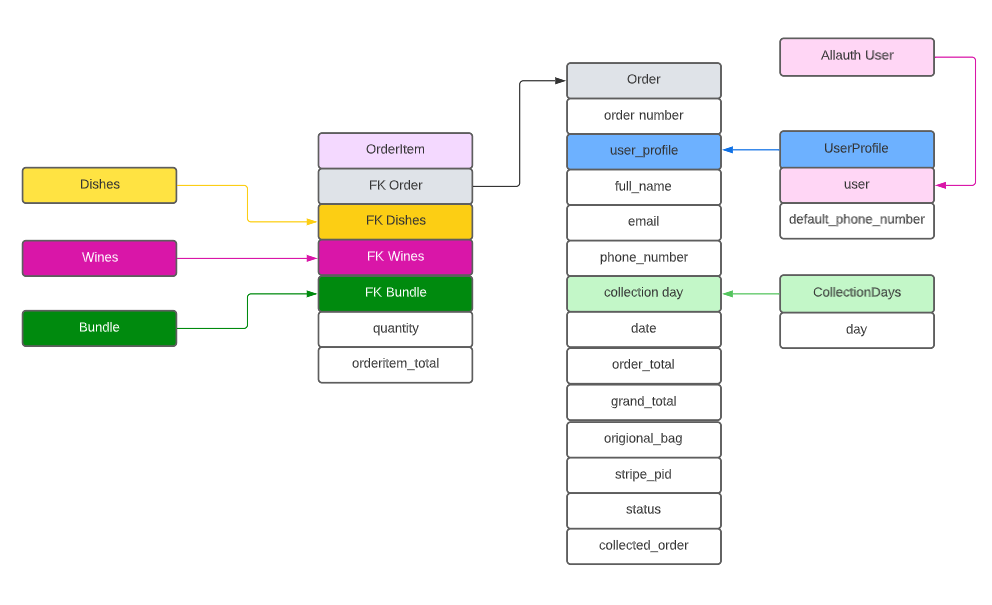 Dishes
Wines
Bundle
OrderItem
FK Order
FK Dishes
FK Wines
FK Bundle
quantity
orderitem_total
Order
order number
user_profile
full_name
email
phone_number
collection day
date
order_total
grand_total
origional_bag
stripe_pid
status
collected_order
Allauth User
UserProfile
user
default_phone_number
CollectionDays
day